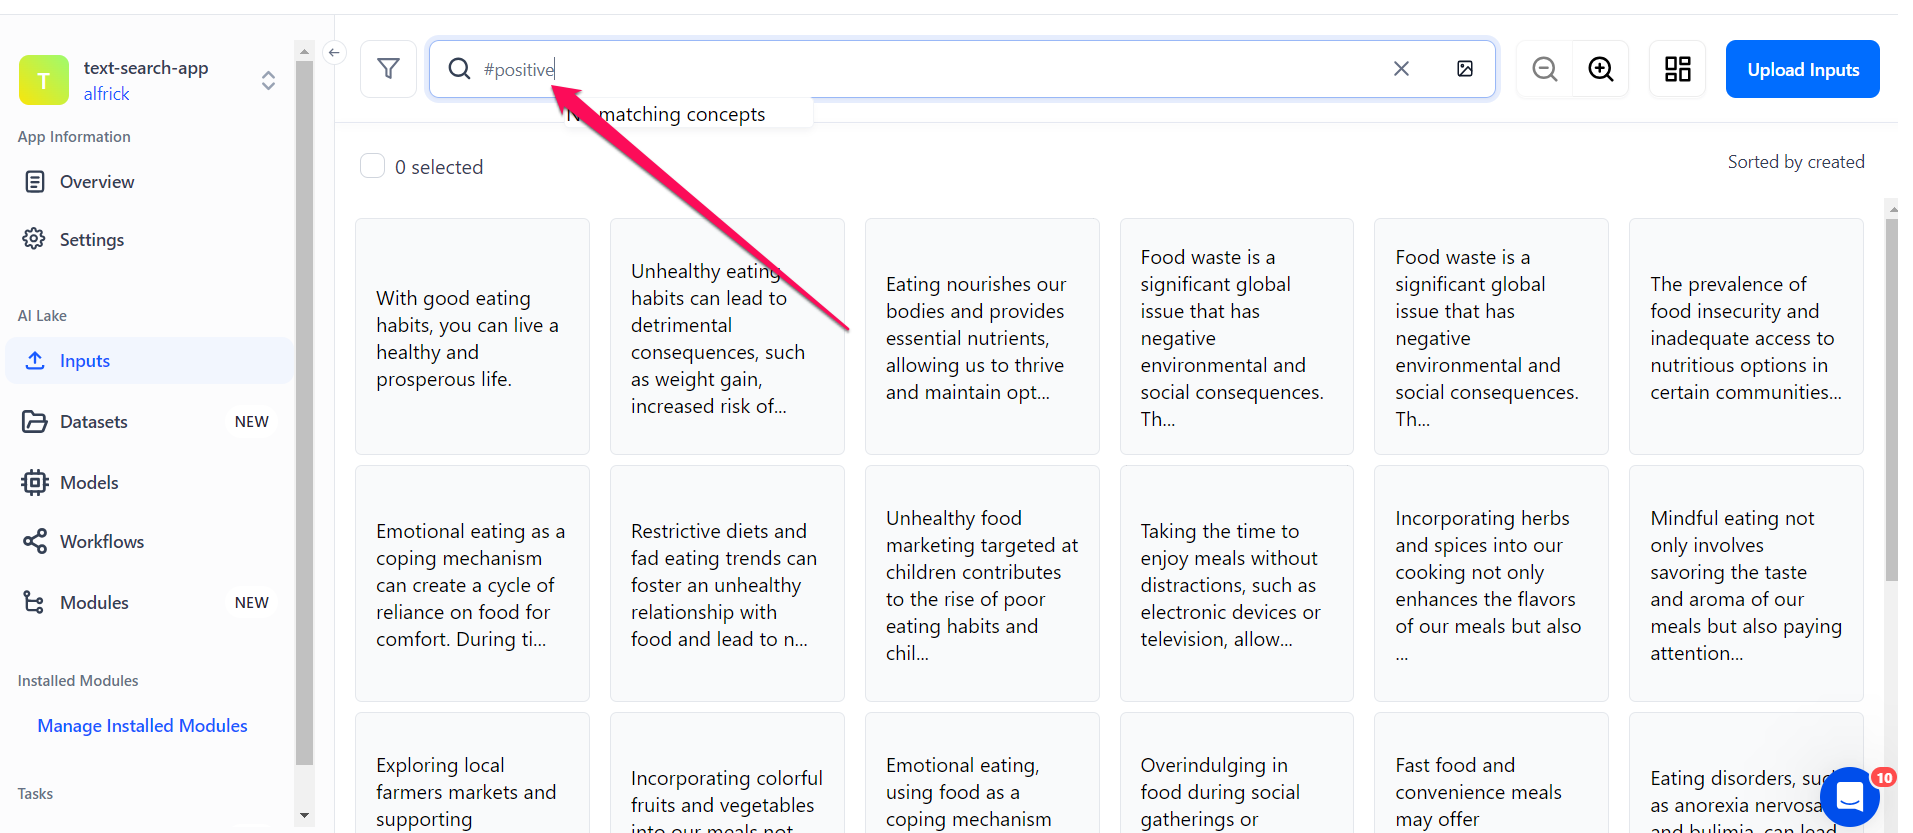 T
text-search-app
alfrick
App Information
Overview
Settings
AI Lake
Inputs
Datasets NEW
Models
Workflows
Modules NEW
Installed Modules
Manage Installed Modules
Tasks
#positive
matching concepts
Upload Inputs
0 selected
Sorted by created
With good eating
habits, you can live a
healthy and
prosperous life.
Unhealthy eating
habits can lead to
detrimental
consequences, such
as weight gain,
increased risk of...
Eating nourishes our
bodies and provides
essential nutrients,
allowing us to thrive
and maintain opt...
Food waste is a
significant global
issue that has
negative
environmental and
social consequences.
Th...
Food waste is a
significant global
issue that has
negative
environmental and
social consequences.
Th...
The prevalence of
food insecurity and
inadequate access to
nutritious options in
certain communities...
Emotional eating as a
coping mechanism
can create a cycle of
reliance on food for
comfort. During ti...
Restrictive diets and
fad eating trends can
foster an unhealthy
relationship with
food and lead to n...
Unhealthy food
marketing targeted at
children contributes
to the rise of poor
eating habits and
chil...
Taking the time to
enjoy meals without
distractions, such as
electronic devices or
television, allow...
Incorporating herbs
and spices into our
cooking not only
enhances the flavors
of our meals but also
...
Mindful eating not
only involves
savoring the taste
and aroma of our
meals but also paying
attention...
Exploring local
farmers markets and
supporting
Incorporating colorful
fruits and vegetables
into our meals not
Emotional eating,
using food as a
coping mechanism
Overindulging in
food during social
gatherings or
Fast food and
convenience meals
may offer
Eating disorders, such
as anorexia nervosa
and bulimia, can lead
10